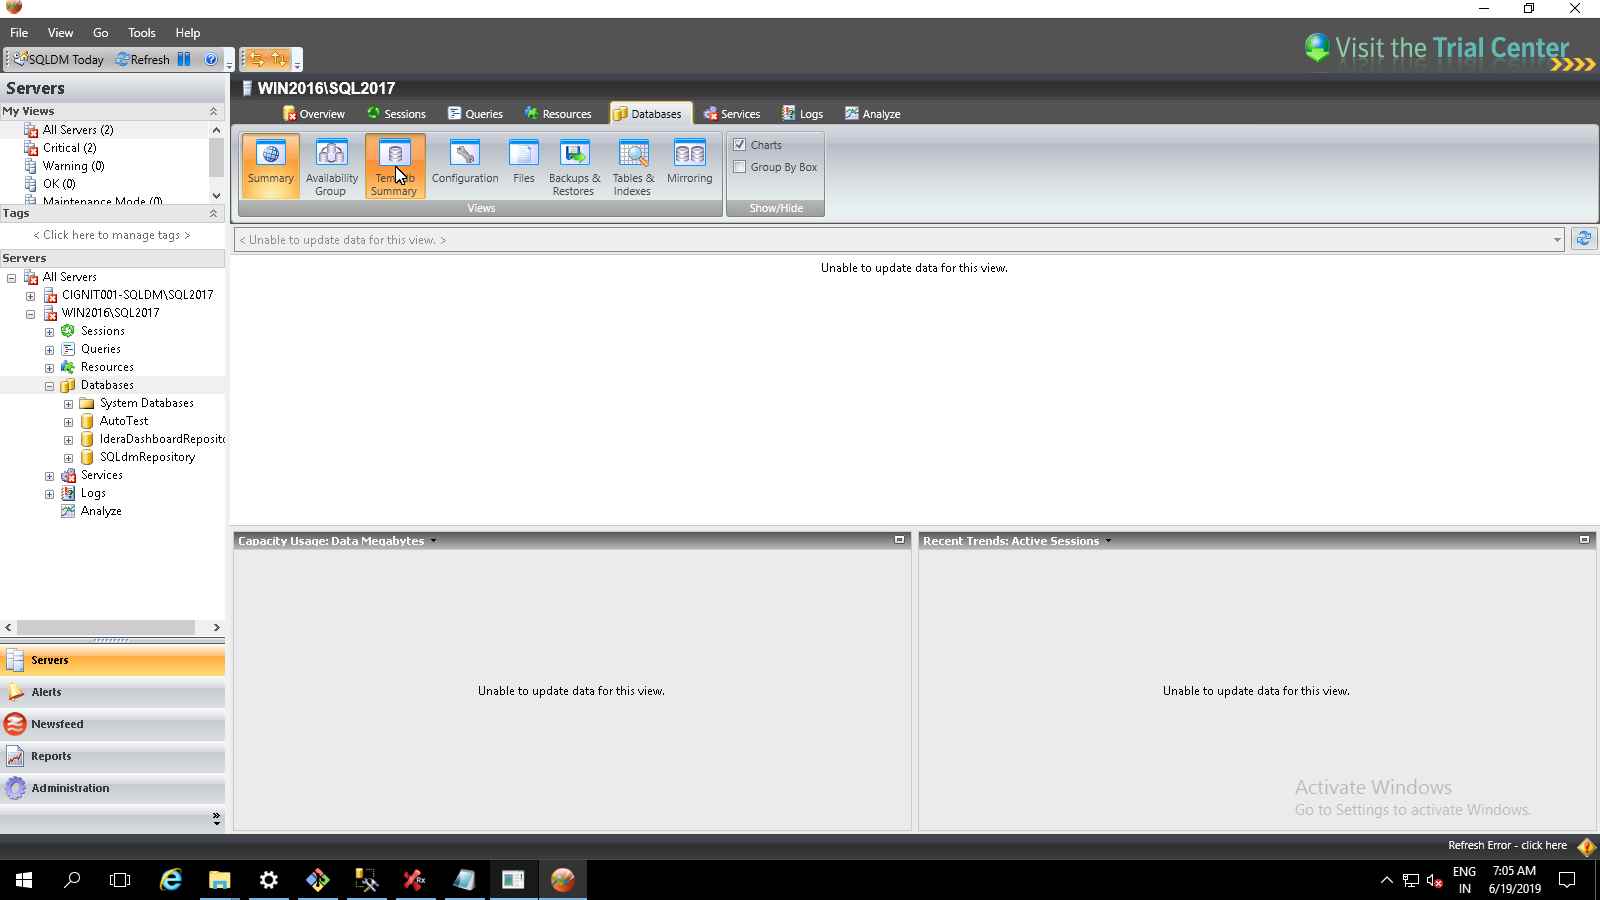 File View Go Tools Help
Visit the Trial Center
SQLDM Today Refresh
Servers
WIN2016\SQL2017
My Views
Overview Sessions Queries Resources Databases Services Logs Analyze
All Servers (2)
Critical (2)
Warning (0)
OK (0)
Maintenance Mode (0)
Charts
Group By Box
Summary
Availability Group
Summary
Configuration
Files
Backups & Restores
Tables & Indexes
Mirroring
Views
Show/Hide
Tags
< Click here to manage tags >
< Unable to update data for this view. >
Servers
Unable to update data for this view.
All Servers
CIGNIT001-SQLDM\SQL2017
WIN2016\SQL2017
Sessions
Queries
Resources
Databases
System Databases
AutoTest
IderaDashboardReposito
SQLdmRepository
Services
Logs
Analyze
Capacity Usage: Data Megabytes
Recent Trends: Active Sessions
Unable to update data for this view.
Unable to update data for this view.
Servers
Alerts
Newsfeed
Reports
Administration
Activate Windows
Go to Settings to activate Windows.
Refresh Error - click here
ENG
IN
7:05 AM
6/19/2019